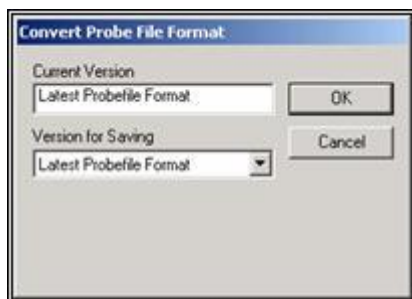 Convert Probe File Format
Current Version
Latest Probefile Format
OK
Version for Saving
Cancel
Latest Probefile Format